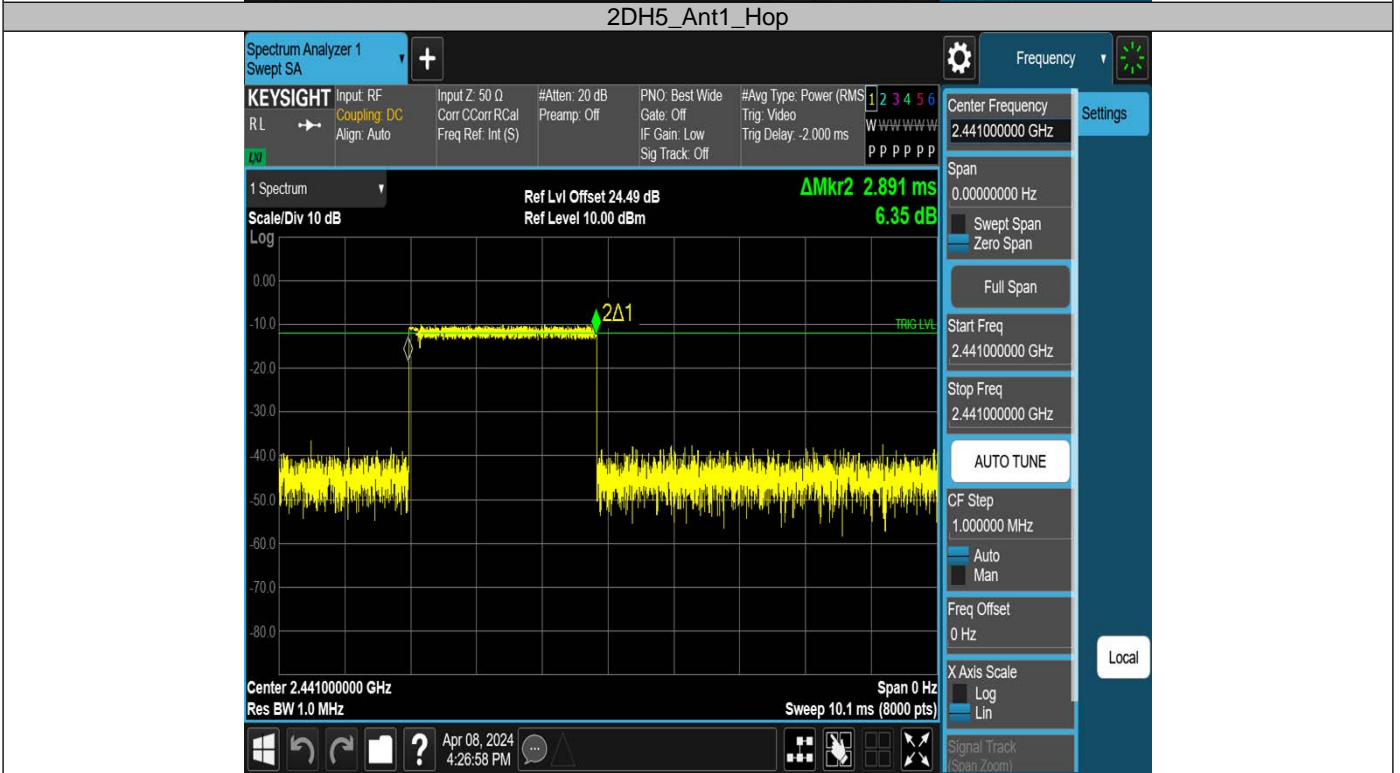 2DH5_Ant1_Hop
Spectrum Analyzer 1
Swept SA
+
Frequency
KEYSIGHT
RL
LXI
Input: RF
Coupling: DC
Align: Auto
Input Z: 50 Ω
Corr CCorr RCal
Freq Ref: Int (S)
#Atten: 20 dB
Preamp: Off
PNO: Best Wide
Gate: Off
IF Gain: Low
Sig Track: Off
#Avg Type: Power (RMS
Trig: Video
Trig Delay: -2.000 ms
1 2 3 4 5 6
W W W W W W
P P P P P P
Center Frequency
2.441000000 GHz
Settings
1 Spectrum
Scale/Div 10 dB
Ref Lvl Offset 24.49 dB
Ref Level 10.00 dBm
ΔMkr2 2.891 ms
6.35 dB
Log
0.00
-10.0
-20.0
-30.0
-40.0
-50.0
-60.0
-70.0
-80.0
2Δ1
TRIG LVL
Span
0.00000000 Hz
Swept Span
Zero Span
Full Span
Start Freq
2.441000000 GHz
Stop Freq
2.441000000 GHz
AUTO TUNE
CF Step
1.000000 MHz
Auto
Man
Freq Offset
0 Hz
X Axis Scale
Log
Lin
Signal Track
(Span Zoom)
Local
Center 2.441000000 GHz
Span 0 Hz
Res BW 1.0 MHz
Sweep 10.1 ms (8000 pts)
?
Apr 08, 2024
4:26:58 PM